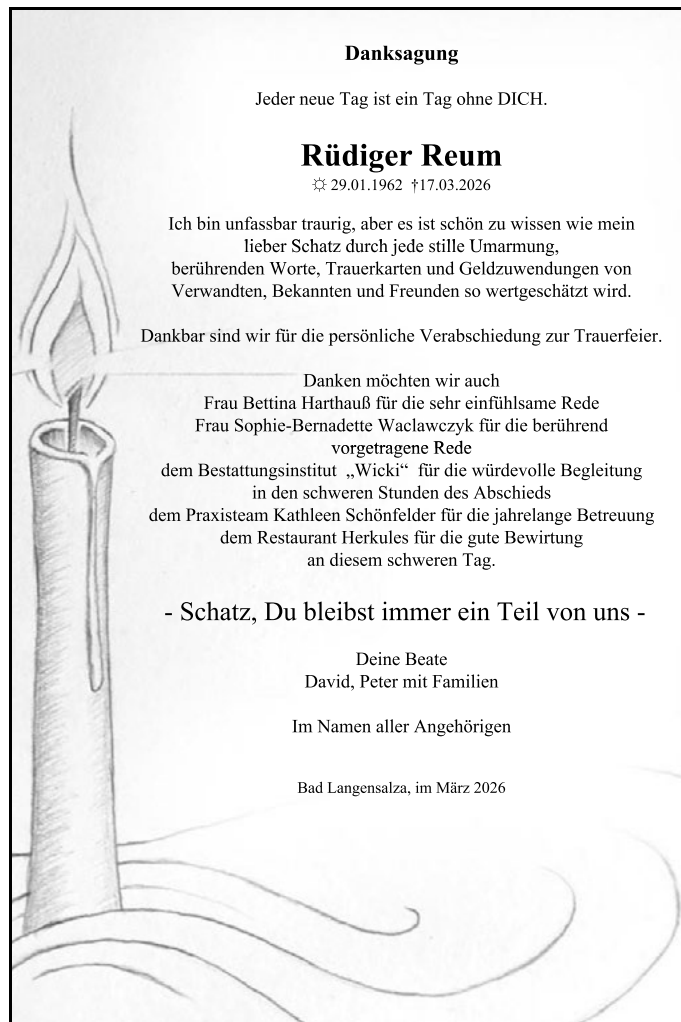 Danksagung
Jeder neue Tag ist ein Tag ohne DICH.
Rüdiger Reum
☼ 29.01.1962 †17.03.2026
Ich bin unfassbar traurig, aber es ist schön zu wissen wie mein
lieber Schatz durch jede stille Umarmung,
berührenden Worte, Trauerkarten und Geldzuwendungen von
Verwandten, Bekannten und Freunden so wertgeschätzt wird.
Dankbar sind wir für die persönliche Verabschiedung zur Trauerfeier.
Danken möchten wir auch
Frau Bettina Harthauß für die sehr einfühlsame Rede
Frau Sophie-Bernadette Waclawczyk für die berührend
vorgetragene Rede
dem Bestattungsinstitut „Wicki“ für die würdevolle Begleitung
in den schweren Stunden des Abschieds
dem Praxisteam Kathleen Schönfelder für die jahrelange Betreuung
dem Restaurant Herkules für die gute Bewirtung
an diesem schweren Tag.
- Schatz, Du bleibst immer ein Teil von uns -
Deine Beate
David, Peter mit Familien
Im Namen aller Angehörigen
Bad Langensalza, im März 2026